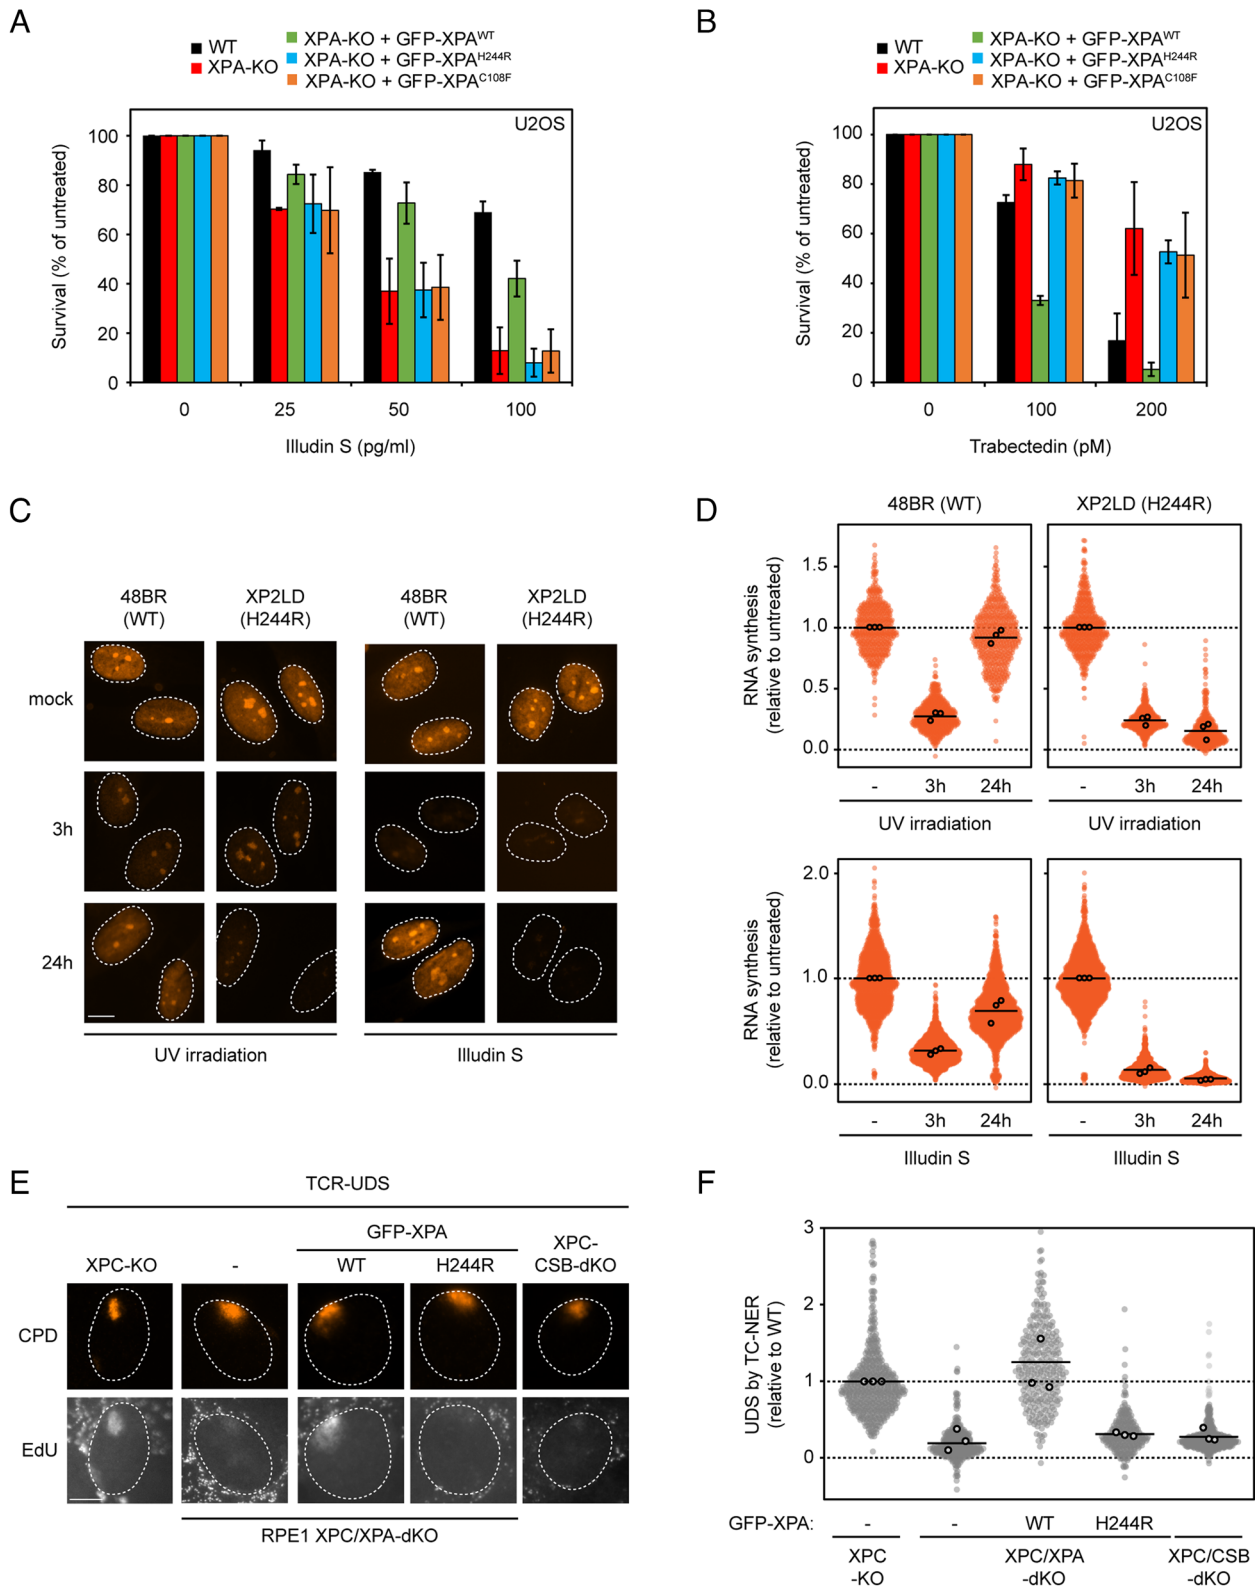 A
WT
XPA-KO
XPA-KO + GFP-XPA^WT
XPA-KO + GFP-XPA^H244R
XPA-KO + GFP-XPA^C108F
U2OS
Survival (% of untreated)
100
80
60
40
20
0
0 25 50 100
Illudin S (pg/ml)
B
WT
XPA-KO
XPA-KO + GFP-XPA^WT
XPA-KO + GFP-XPA^H244R
XPA-KO + GFP-XPA^C108F
U2OS
Survival (% of untreated)
100
80
60
40
20
0
0 100 200
Trabectedin (pM)
C
48BR
(WT)
XP2LD
(H244R)
48BR
(WT)
XP2LD
(H244R)
mock
3h
24h
UV irradiation
Illudin S
D
48BR (WT)
XP2LD (H244R)
RNA synthesis
(relative to untreated)
1.5
1.0
0.5
0.0
- 3h 24h
UV irradiation
- 3h 24h
UV irradiation
RNA synthesis
(relative to untreated)
2.0
1.0
0.0
- 3h 24h
Illudin S
- 3h 24h
Illudin S
E
TCR-UDS
GFP-XPA
XPC-KO
-
WT
H244R
XPC-
CSB-dKO
CPD
EdU
RPE1 XPC/XPA-dKO
F
UDS by TC-NER
(relative to WT)
3
2
1
0
GFP-XPA: - - WT H244R
XPC
-KO
XPC/XPA
-dKO
XPC/CSB
-dKO